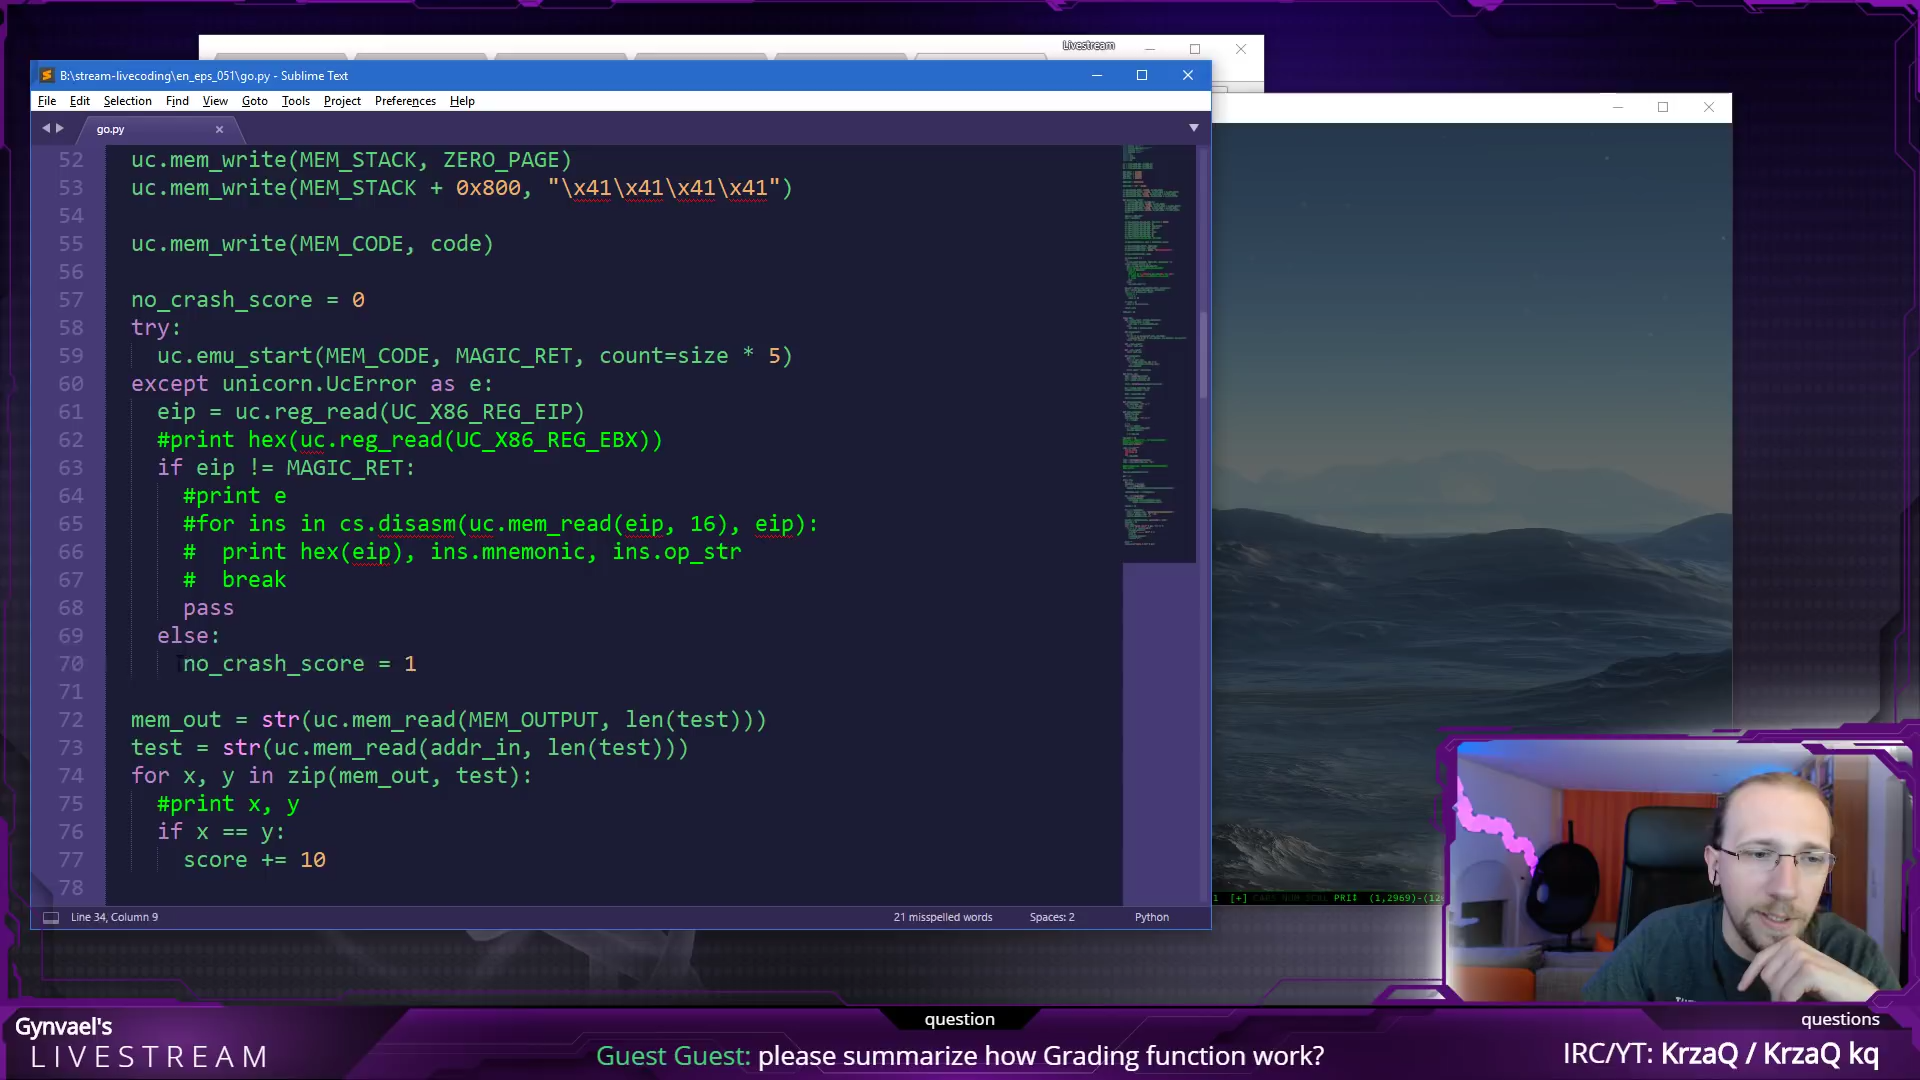 Livestream
B:\stream-livecoding\en_eps_051\go.py - Sublime Text
File Edit Selection Find View Goto Tools Project Preferences Help
go.py
52 uc.mem_write(MEM_STACK, ZERO_PAGE)
53 uc.mem_write(MEM_STACK + 0x800, "\x41\x41\x41\x41")
54
55 uc.mem_write(MEM_CODE, code)
56
57 no_crash_score = 0
58 try:
59 uc.emu_start(MEM_CODE, MAGIC_RET, count=size * 5)
60 except unicorn.UcError as e:
61 eip = uc.reg_read(UC_X86_REG_EIP)
62 #print hex(uc.reg_read(UC_X86_REG_EBX))
63 if eip != MAGIC_RET:
64 #print e
65 #for ins in cs.disasm(uc.mem_read(eip, 16), eip):
66 #  print hex(eip), ins.mnemonic, ins.op_str
67 #  break
68 pass
69 else:
70 no_crash_score = 1
71
72 mem_out = str(uc.mem_read(MEM_OUTPUT, len(test)))
73 test = str(uc.mem_read(addr_in, len(test)))
74 for x, y in zip(mem_out, test):
75 #print x, y
76 if x == y:
77 score += 10
78
Line 34, Column 9 21 misspelled words Spaces: 2 Python
[+] CAPS NUM SCRL PRI↕
Gynvael's
LIVESTREAM
question
Guest Guest: please summarize how Grading function work?
questions
IRC/YT: KrzaQ / KrzaQ kq